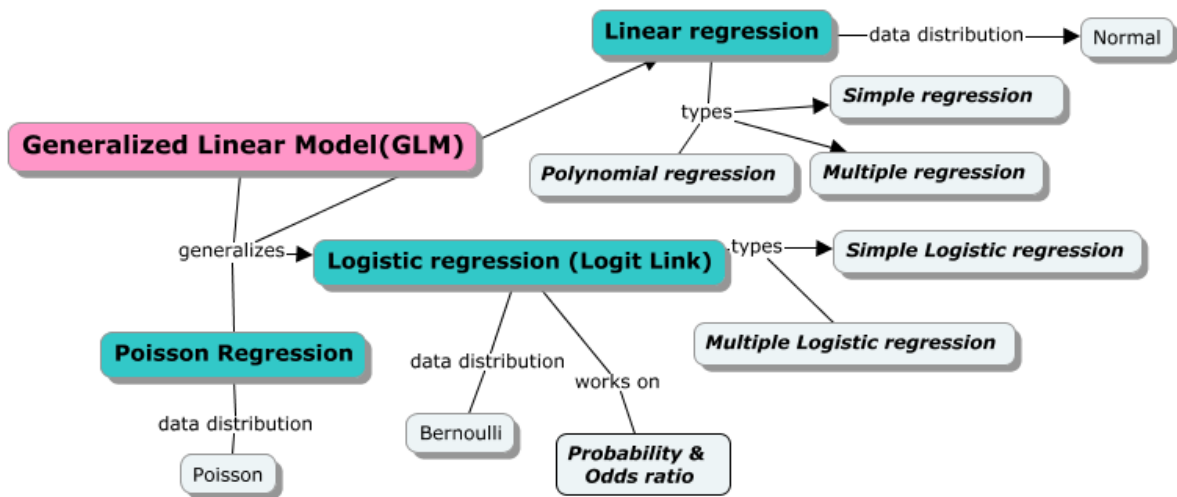 Linear regression
data distribution
Normal
types
Simple regression
Generalized Linear Model(GLM)
Polynomial regression
Multiple regression
generalizes
Logistic regression (Logit Link)
types
Simple Logistic regression
Multiple Logistic regression
Poisson Regression
data distribution
works on
data distribution
Bernoulli
Probability &
Odds ratio
Poisson